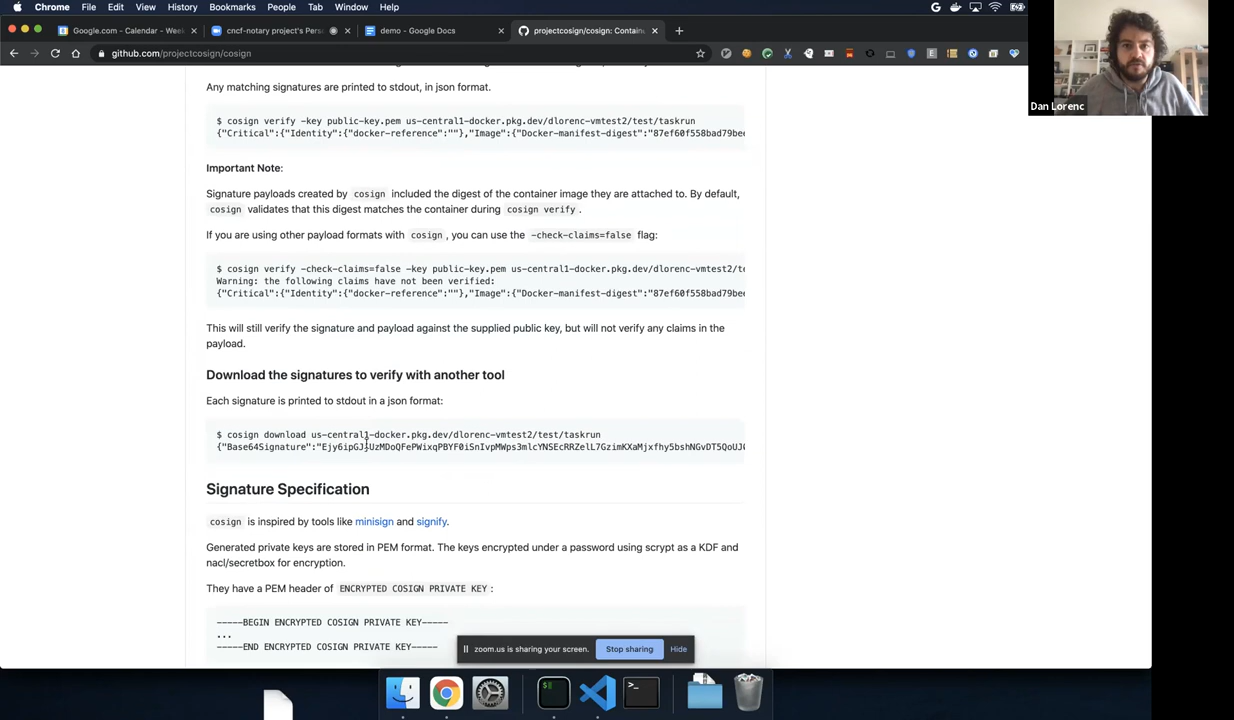 Chrome File Edit View History Bookmarks People Tab Window Help
Google.com - Calendar - Week
cncf-notary project's Pers
demo - Google Docs
projectcosign/cosign: Contain
github.com/projectcosign/cosign
Dan Lorenc
Any matching signatures are printed to stdout, in json format.
$ cosign verify -key public-key.pem us-central1-docker.pkg.dev/dlorenc-vmtest2/test/taskrun
{"Critical":{"Identity":{"docker-reference":""},"Image":{"Docker-manifest-digest":"87ef60f558bad79bee
Important Note:
Signature payloads created by cosign included the digest of the container image they are attached to. By default,
cosign validates that this digest matches the container during cosign verify .
If you are using other payload formats with cosign , you can use the -check-claims=false flag:
$ cosign verify -check-claims=false -key public-key.pem us-central1-docker.pkg.dev/dlorenc-vmtest2/te
Warning: the following claims have not been verified:
{"Critical":{"Identity":{"docker-reference":""},"Image":{"Docker-manifest-digest":"87ef60f558bad79bee
This will still verify the signature and payload against the supplied public key, but will not verify any claims in the
payload.
Download the signatures to verify with another tool
Each signature is printed to stdout in a json format:
$ cosign download us-central1-docker.pkg.dev/dlorenc-vmtest2/test/taskrun
Signature Specification
cosign is inspired by tools like minisign and signify.
Generated private keys are stored in PEM format. The keys encrypted under a password using scrypt as a KDF and
nacl/secretbox for encryption.
They have a PEM header of ENCRYPTED COSIGN PRIVATE KEY :
-----BEGIN ENCRYPTED COSIGN PRIVATE KEY-----
...
-----END ENCRYPTED COSIGN PRIVATE KEY-----
zoom.us is sharing your screen. Stop sharing Hide